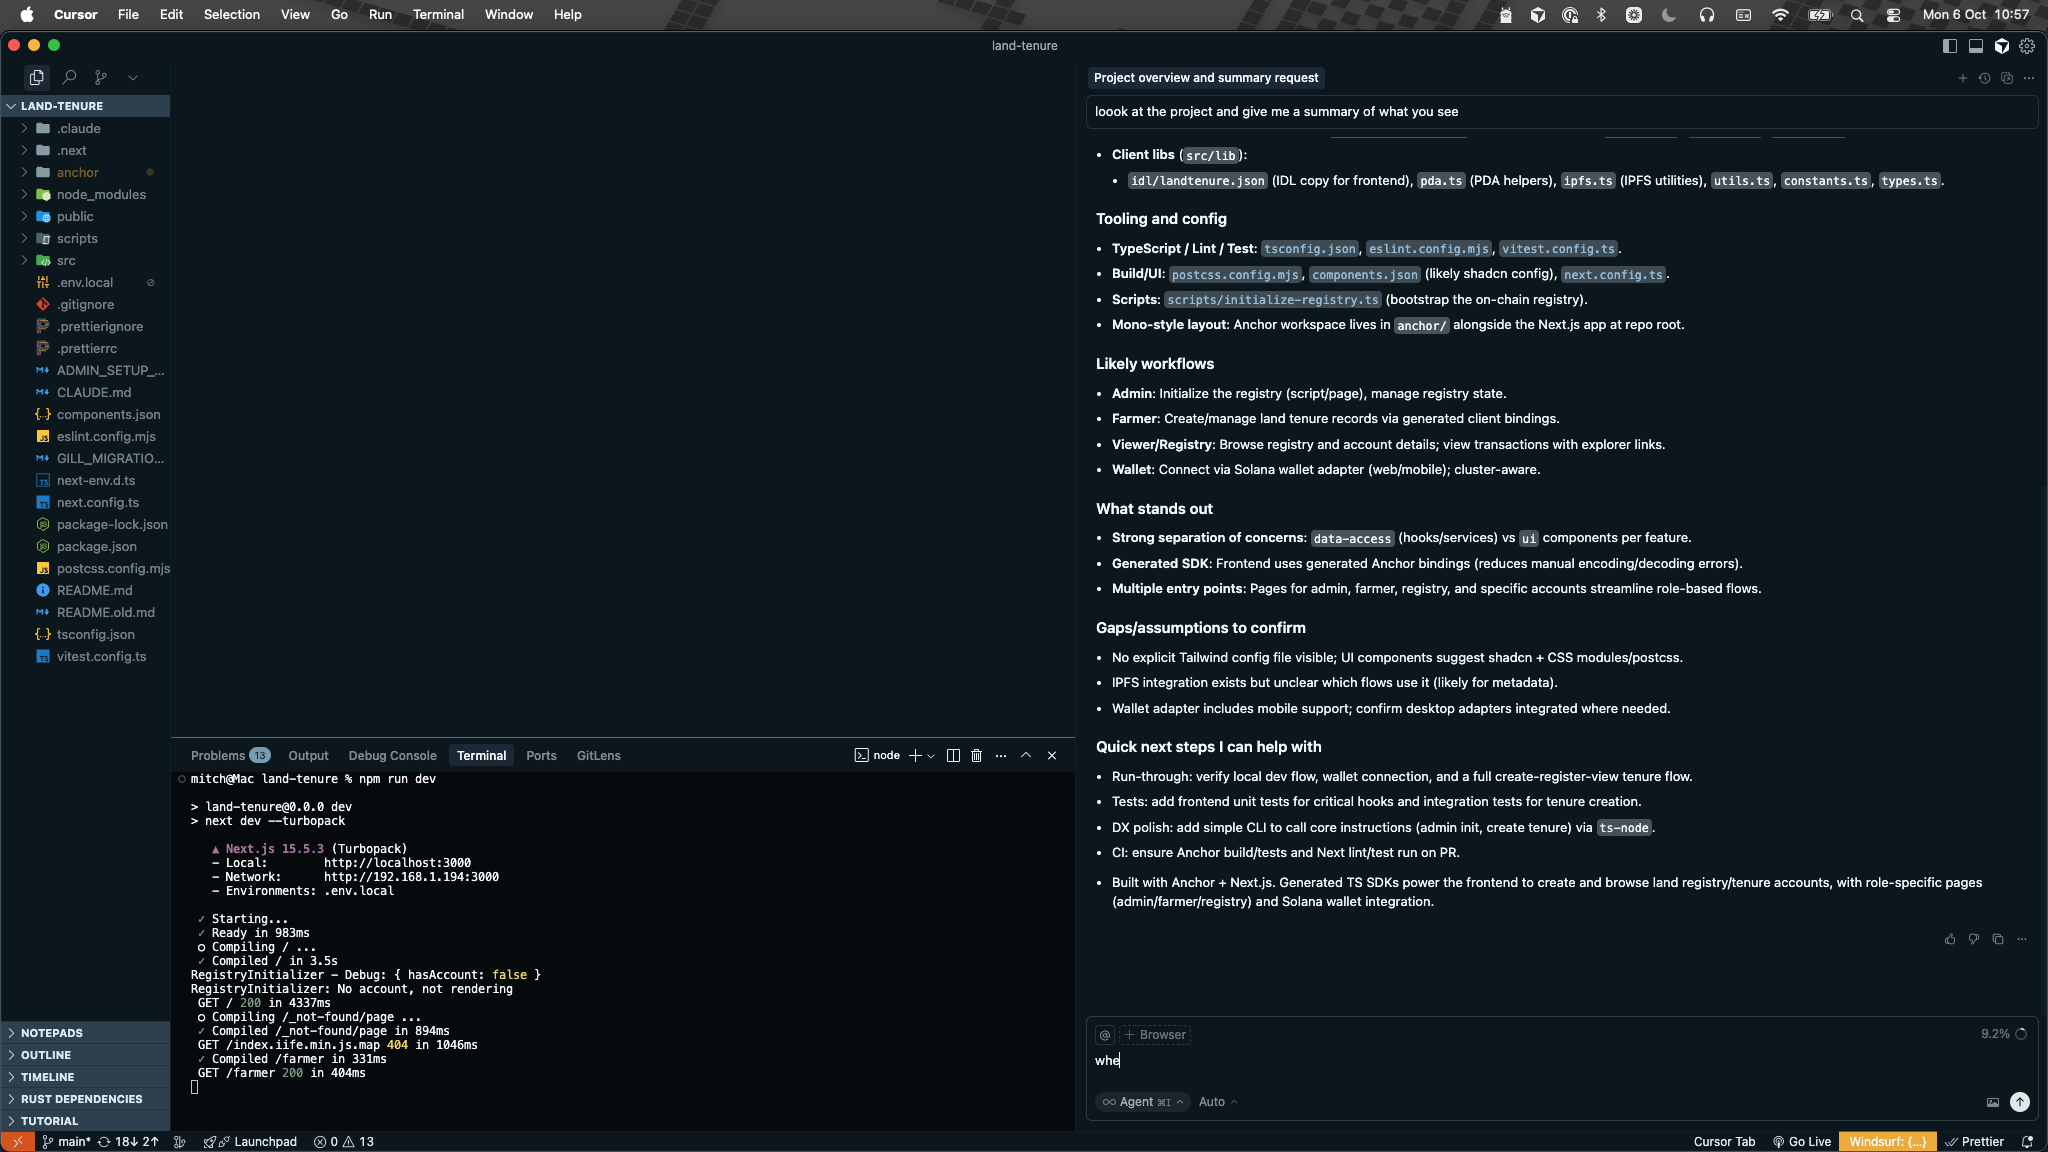 Cursor File Edit Selection View Go Run Terminal Window Help
Mon 6 Oct 10:57
land-tenure
LAND-TENURE
.claude
.next
anchor
node_modules
public
scripts
src
.env.local
.gitignore
.prettierignore
.prettierrc
ADMIN_SETUP_...
CLAUDE.md
components.json
eslint.config.mjs
GILL_MIGRATIO...
next-env.d.ts
next.config.ts
package-lock.json
package.json
postcss.config.mjs
README.md
README.old.md
tsconfig.json
vitest.config.ts
NOTEPADS
OUTLINE
TIMELINE
RUST DEPENDENCIES
TUTORIAL
Problems 13 Output Debug Console Terminal Ports GitLens
node
mitch@Mac land-tenure % npm run dev
> land-tenure@0.0.0 dev
> next dev --turbopack
▲ Next.js 15.5.3 (Turbopack)
- Local: http://localhost:3000
- Network: http://192.168.1.194:3000
- Environments: .env.local
✓ Starting...
✓ Ready in 983ms
○ Compiling / ...
✓ Compiled / in 3.5s
RegistryInitializer - Debug: { hasAccount: false }
RegistryInitializer: No account, not rendering
GET / 200 in 4337ms
○ Compiling /_not-found/page ...
✓ Compiled /_not-found/page in 894ms
GET /index.iife.min.js.map 404 in 1046ms
✓ Compiled /farmer in 331ms
GET /farmer 200 in 404ms
Project overview and summary request
loook at the project and give me a summary of what you see
• Client libs (src/lib):
• idl/landtenure.json (IDL copy for frontend), pda.ts (PDA helpers), ipfs.ts (IPFS utilities), utils.ts, constants.ts, types.ts.
Tooling and config
• TypeScript / Lint / Test: tsconfig.json, eslint.config.mjs, vitest.config.ts.
• Build/UI: postcss.config.mjs, components.json (likely shadcn config), next.config.ts.
• Scripts: scripts/initialize-registry.ts (bootstrap the on-chain registry).
• Mono-style layout: Anchor workspace lives in anchor/ alongside the Next.js app at repo root.
Likely workflows
• Admin: Initialize the registry (script/page), manage registry state.
• Farmer: Create/manage land tenure records via generated client bindings.
• Viewer/Registry: Browse registry and account details; view transactions with explorer links.
• Wallet: Connect via Solana wallet adapter (web/mobile); cluster-aware.
What stands out
• Strong separation of concerns: data-access (hooks/services) vs ui components per feature.
• Generated SDK: Frontend uses generated Anchor bindings (reduces manual encoding/decoding errors).
• Multiple entry points: Pages for admin, farmer, registry, and specific accounts streamline role-based flows.
Gaps/assumptions to confirm
• No explicit Tailwind config file visible; UI components suggest shadcn + CSS modules/postcss.
• IPFS integration exists but unclear which flows use it (likely for metadata).
• Wallet adapter includes mobile support; confirm desktop adapters integrated where needed.
Quick next steps I can help with
• Run-through: verify local dev flow, wallet connection, and a full create-register-view tenure flow.
• Tests: add frontend unit tests for critical hooks and integration tests for tenure creation.
• DX polish: add simple CLI to call core instructions (admin init, create tenure) via ts-node.
• CI: ensure Anchor build/tests and Next lint/test run on PR.
• Built with Anchor + Next.js. Generated TS SDKs power the frontend to create and browse land registry/tenure accounts, with role-specific pages
(admin/farmer/registry) and Solana wallet integration.
@ + Browser 9.2%
whe
Agent ⌘I Auto
main* 18↓ 2↑ Launchpad 0 13
Cursor Tab Go Live Windsurf: {...} Prettier